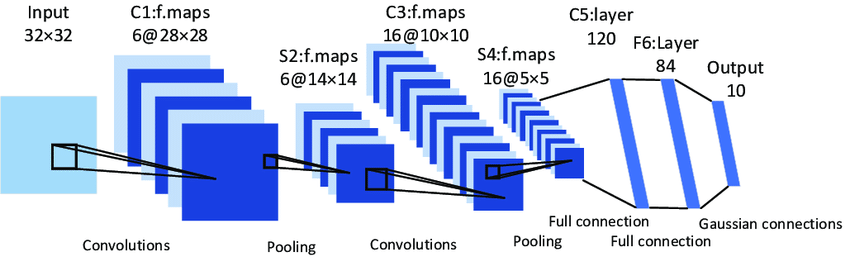 Input
32×32
C1:f.maps
6@28×28
S2:f.maps
6@14×14
C3:f.maps
16@10×10
S4:f.maps
16@5×5
C5:layer
120
F6:Layer
84
Output
10
Convolutions
Pooling
Convolutions
Pooling
Full connection
Full connection
Gaussian connections